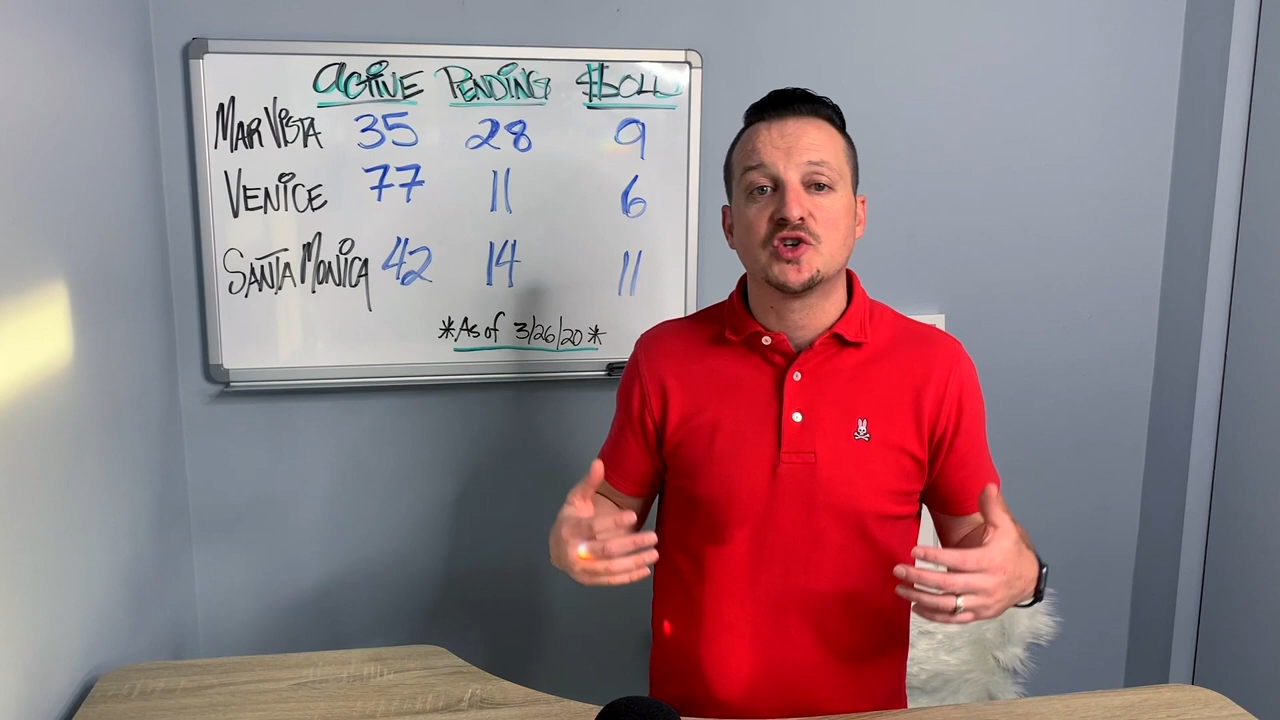 ACTIVE PENDING $OLD
MAR VISTA 35 28 9
VENICE 77 11 6
SANTA MONICA 42 14 11
*As of 3/26/20*